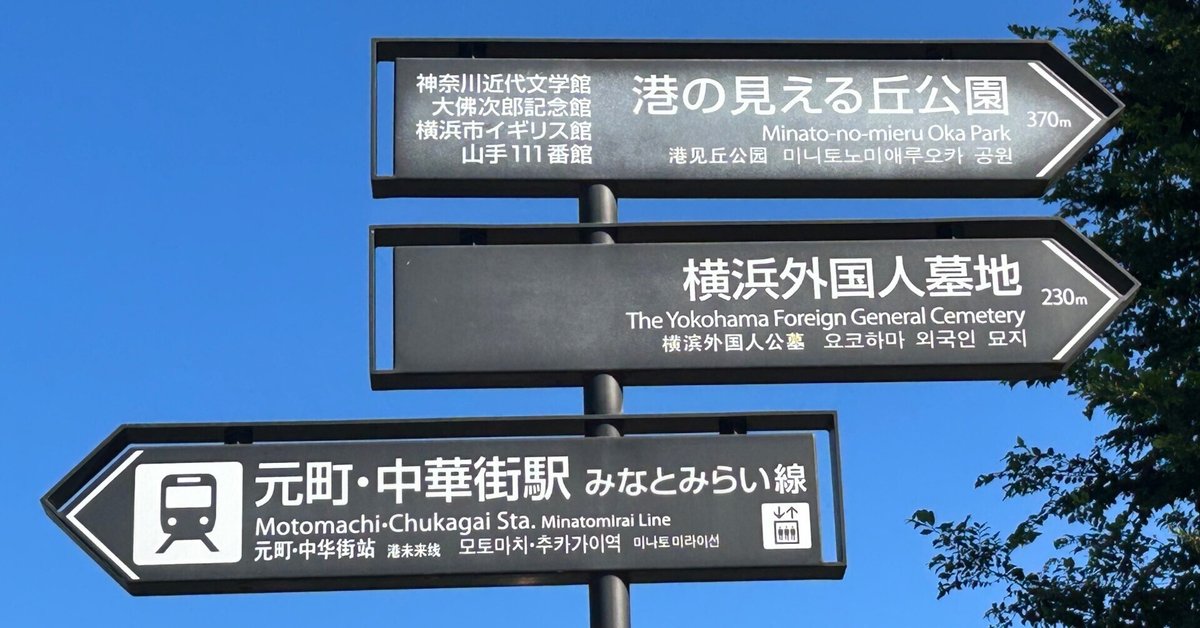 神奈川近代文学館
大佛次郎記念館
横浜市イギリス館
山手111番館
港の見える丘公園
370m
Minato-no-mieru Oka Park
港见丘公园 미니토노미애루오카 공원
横浜外国人墓地
230m
The Yokohama Foreign General Cemetery
横滨外国人公墓 요코하마 외국인 묘지
元町・中華街駅 みなとみらい線
Motomachi・Chukagai Sta. MinatomIrai Line
元町・中华街站 港未来线 모토마치・추카가이역 미나토미라이선